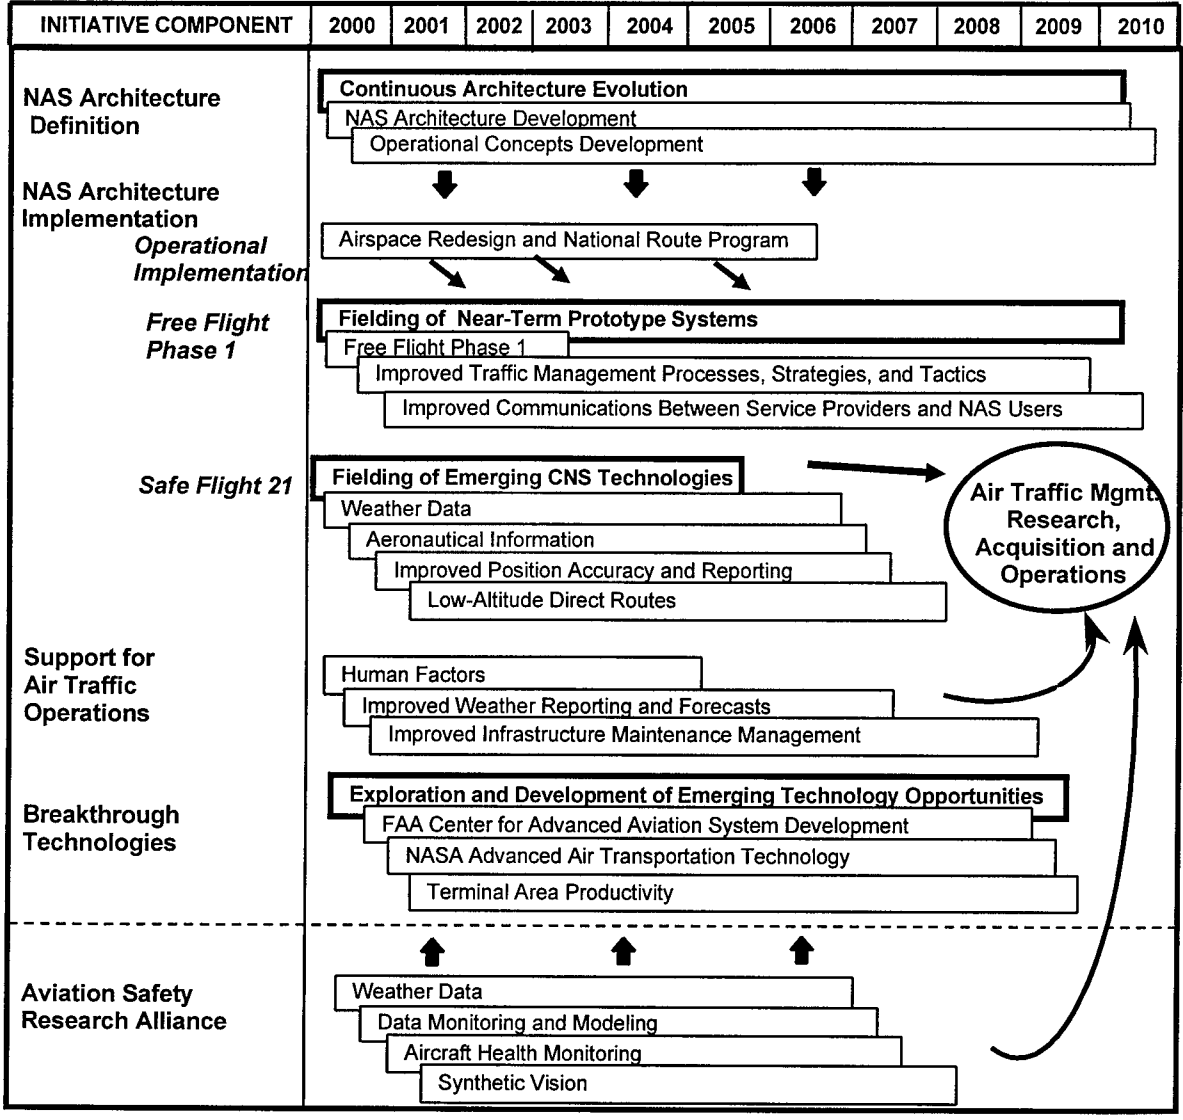 INITIATIVE COMPONENT 2000 2001 2002 2003 2004 2005 2006 2007 2008 2009 2010
NAS Architecture
Definition
Continuous Architecture Evolution
NAS Architecture Development
Operational Concepts Development
NAS Architecture
Implementation
Operational
Implementation
Airspace Redesign and National Route Program
Free Flight
Phase 1
Fielding of Near-Term Prototype Systems
Free Flight Phase 1
Improved Traffic Management Processes, Strategies, and Tactics
Improved Communications Between Service Providers and NAS Users
Safe Flight 21
Fielding of Emerging CNS Technologies
Weather Data
Aeronautical Information
Improved Position Accuracy and Reporting
Low-Altitude Direct Routes
Air Traffic Mgmt.
Research,
Acquisition and
Operations
Support for
Air Traffic
Operations
Human Factors
Improved Weather Reporting and Forecasts
Improved Infrastructure Maintenance Management
Breakthrough
Technologies
Exploration and Development of Emerging Technology Opportunities
FAA Center for Advanced Aviation System Development
NASA Advanced Air Transportation Technology
Terminal Area Productivity
Aviation Safety
Research Alliance
Weather Data
Data Monitoring and Modeling
Aircraft Health Monitoring
Synthetic Vision